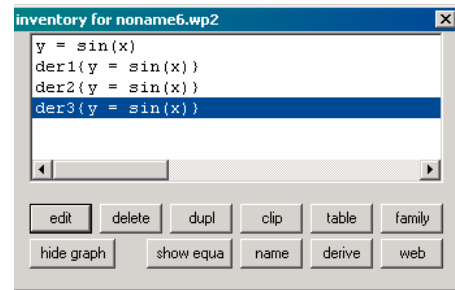 inventory for noname6.wp2
y = sin(x)
der1{y = sin(x)}
der2{y = sin(x)}
der3{y = sin(x)}
edit delete dupl clip table family
hide graph show equa name derive web